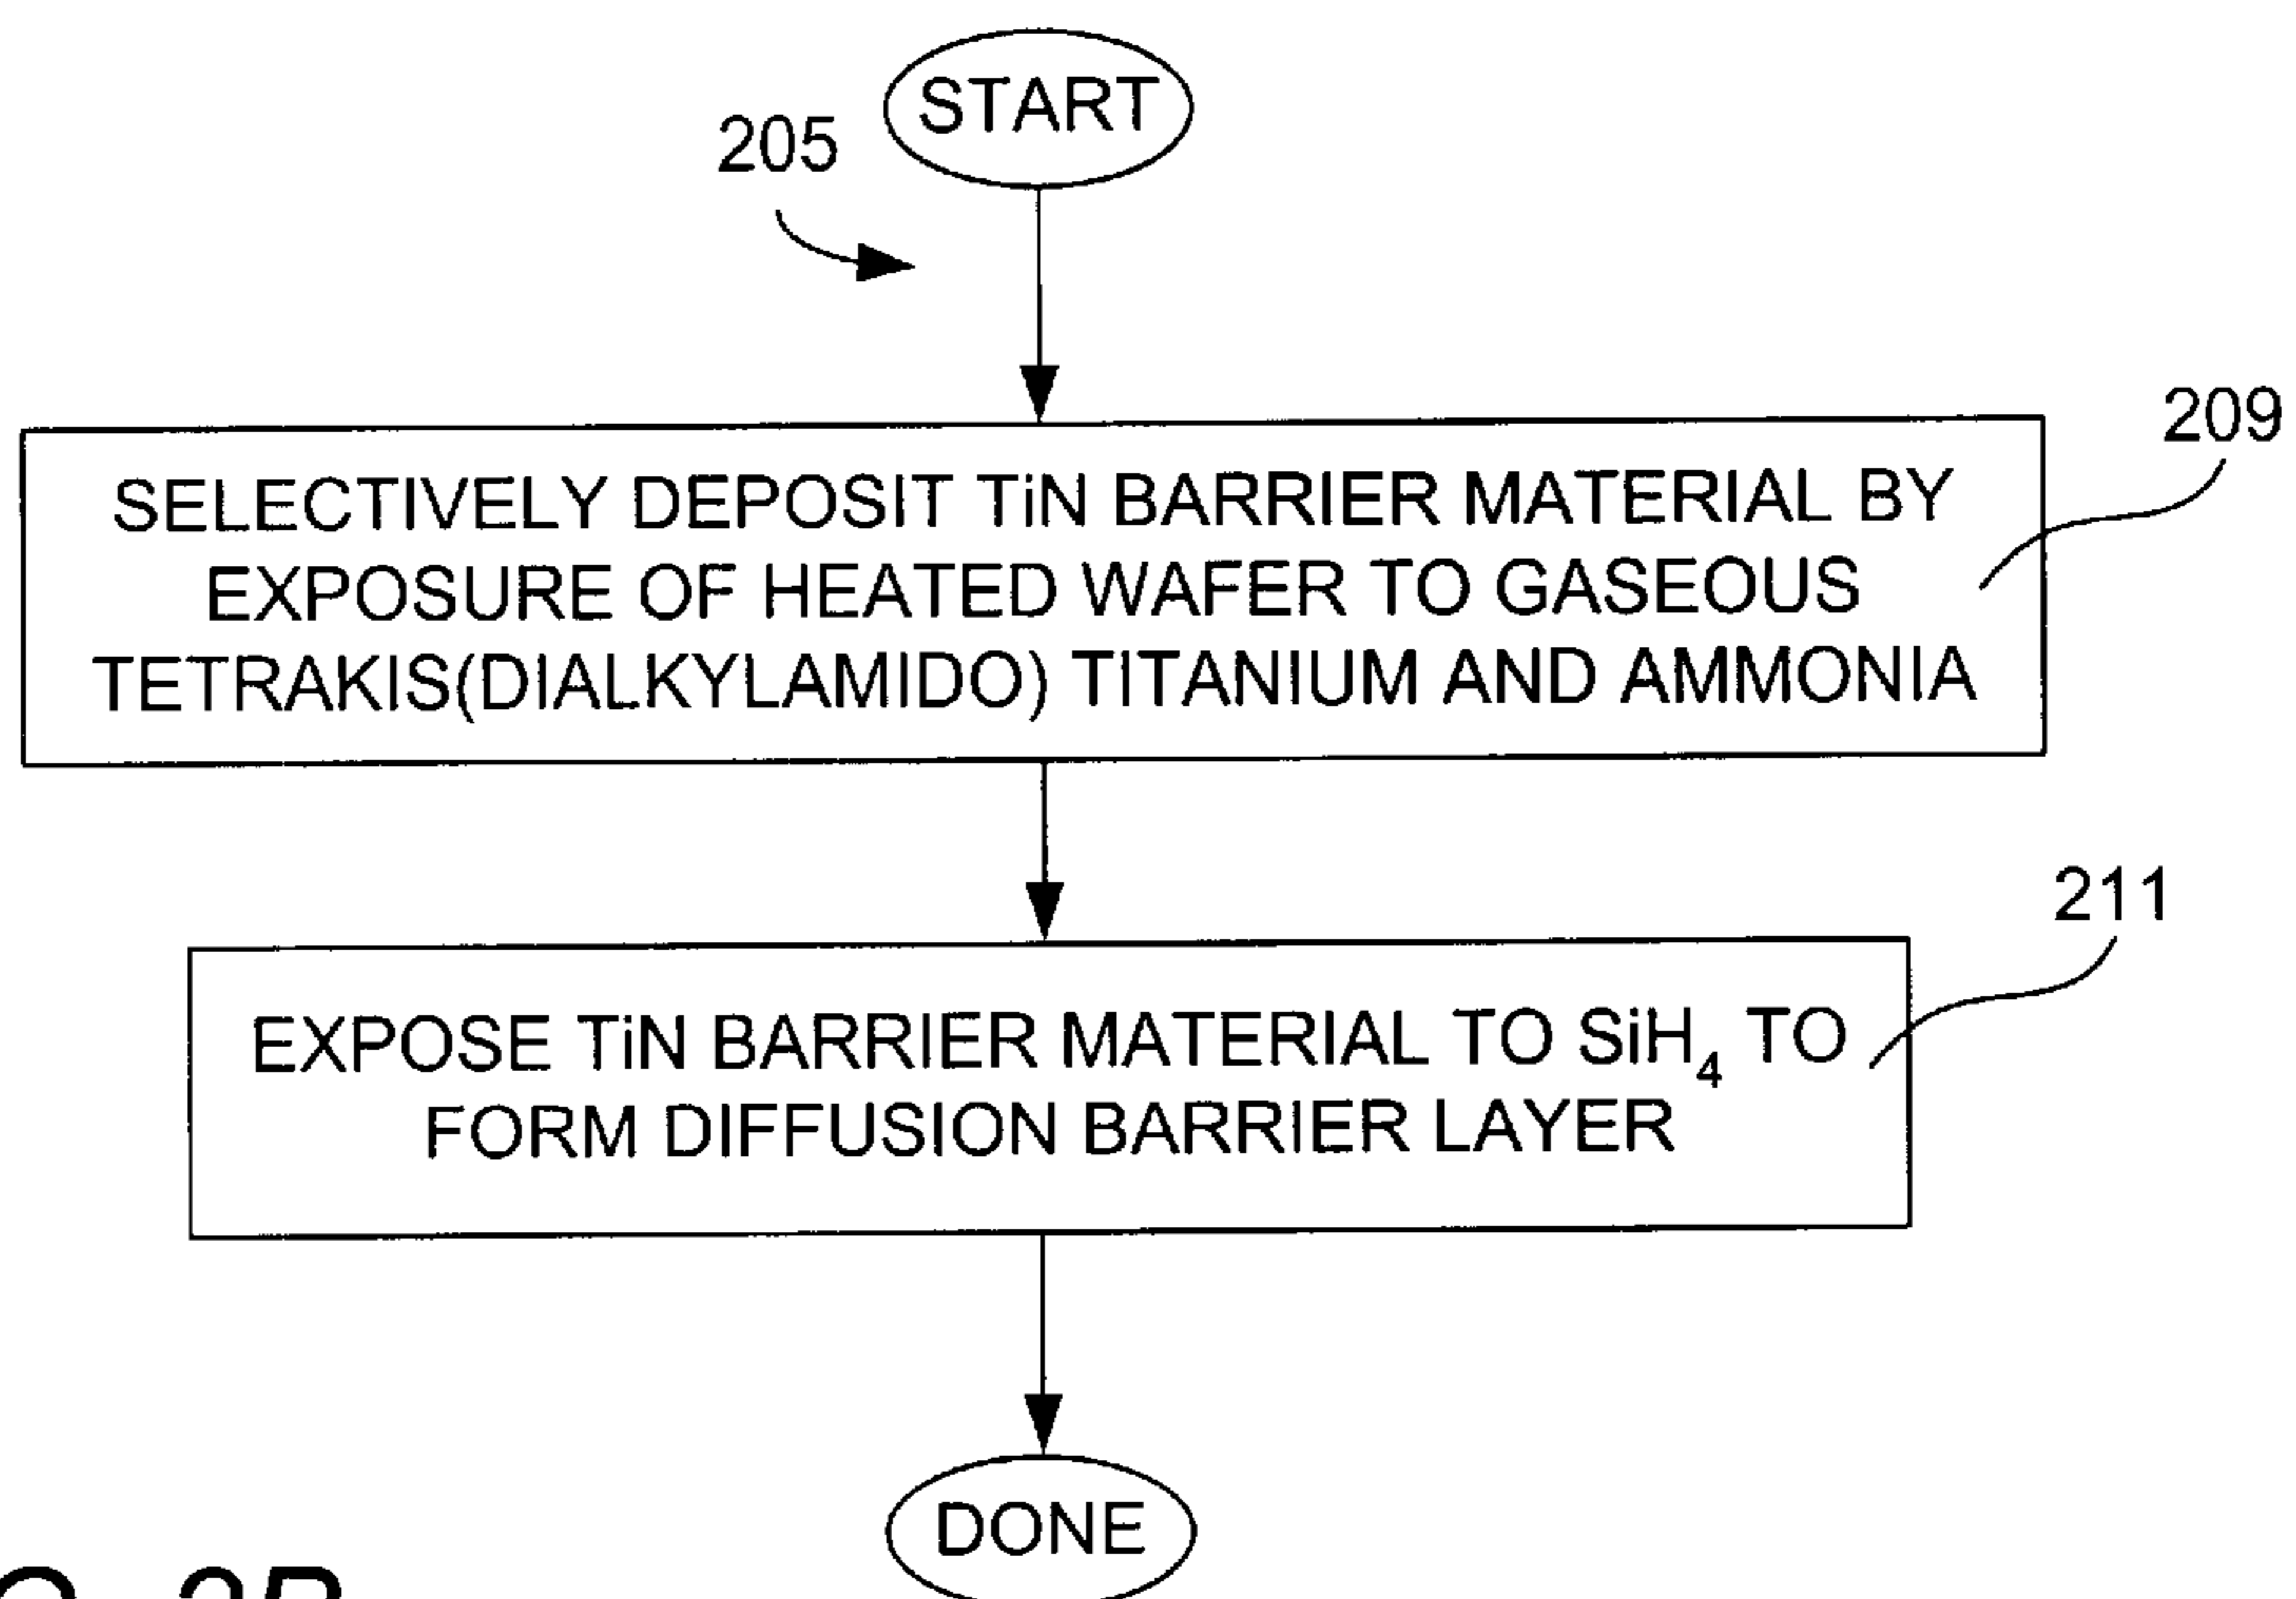 START
205
209
SELECTIVELY DEPOSIT TiN BARRIER MATERIAL BY
EXPOSURE OF HEATED WAFER TO GASEOUS
TETRAKIS(DIALKYLAMIDO) TITANIUM AND AMMONIA
211
EXPOSE TiN BARRIER MATERIAL TO SiH₄ TO
FORM DIFFUSION BARRIER LAYER
DONE